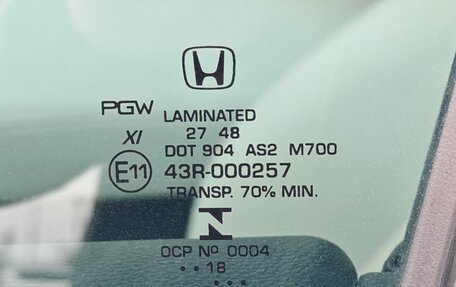 PGW LAMINATED
XI 27 48
DOT 904 AS2 M700
E11 43R-000257
TRANSP. 70% MIN.
OCP Nº 0004
..18
...